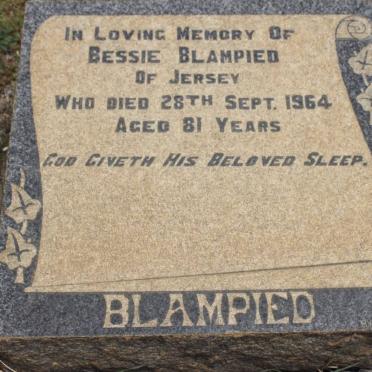 In Loving Memory Of
Bessie Blampied
Of Jersey
Who Died 28th Sept. 1964
Aged 81 Years
God Giveth His Beloved Sleep.
BLAMPIED